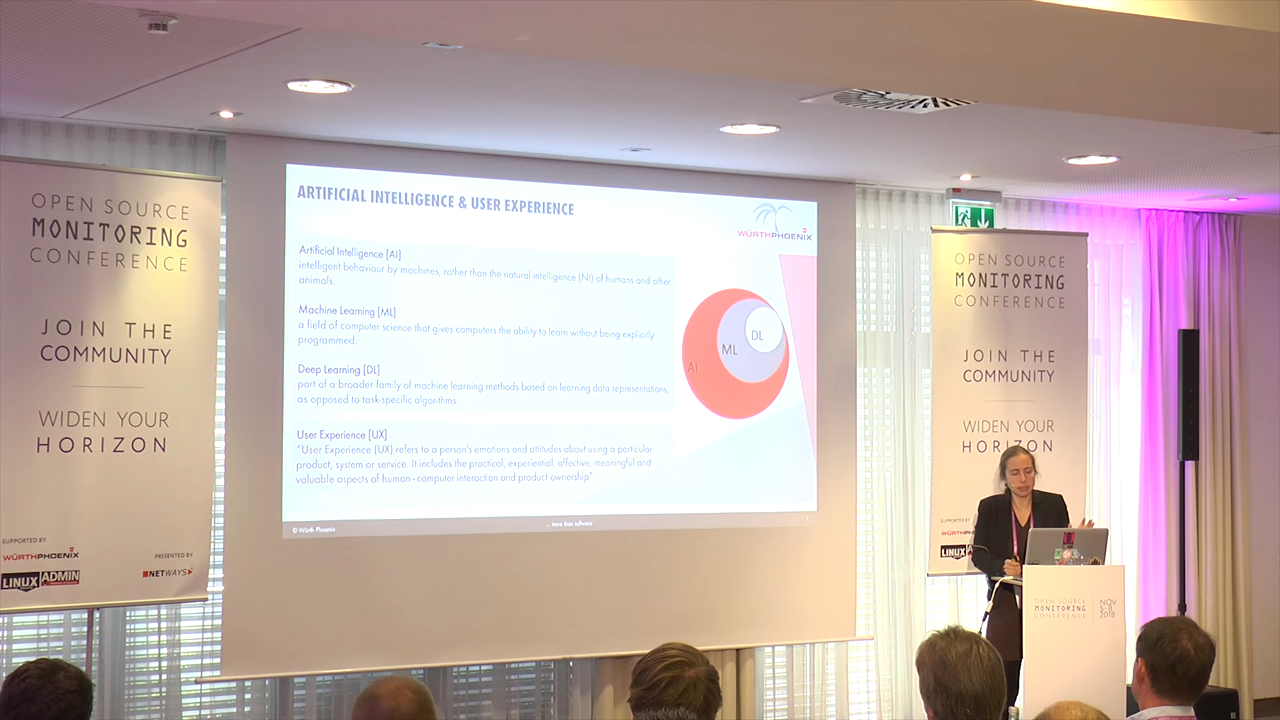 OPEN SOURCE
MONITORING
CONFERENCE
JOIN THE
COMMUNITY
WIDEN YOUR
HORIZON
SUPPORTED BY
WÜRTHPHOENIX
LINUX ADMIN
PRESENTED BY
NETWAYS
ARTIFICIAL INTELLIGENCE & USER EXPERIENCE
WÜRTHPHOENIX
Artificial Intelligence [AI]
intelligent behaviour by machines, rather than the natural intelligence (NI) of humans and other
animals.
Machine Learning [ML]
a field of computer science that gives computers the ability to learn without being explicitly
programmed.
Deep Learning [DL]
part of a broader family of machine learning methods based on learning data representations,
as opposed to task-specific algorithms.
User Experience [UX]
"User Experience (UX) refers to a person's emotions and attitudes about using a particular
product, system or service. It includes the practical, experiential, affective, meaningful and
valuable aspects of human–computer interaction and product ownership"
AI
ML
DL
© Würth Phoenix
... more than software
7
OPEN SOURCE
MONITORING
CONFERENCE
JOIN THE
COMMUNITY
WIDEN YOUR
HORIZON
SUPPORTED BY
WÜRTHPH
LINUX
OPEN SOURCE
MONITORING
CONFERENCE
NOV
2018